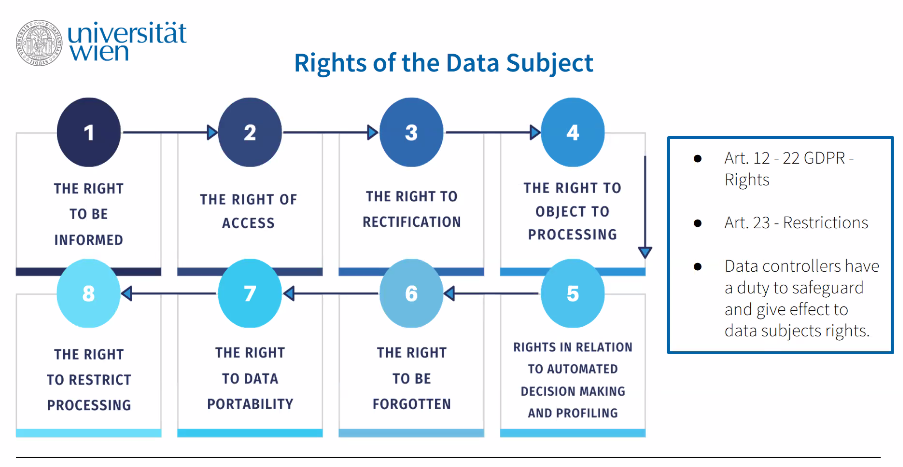 universität
wien
Rights of the Data Subject
1
THE RIGHT
TO BE
INFORMED
2
THE RIGHT OF
ACCESS
3
THE RIGHT TO
RECTIFICATION
4
THE RIGHT TO
OBJECT TO
PROCESSING
5
RIGHTS IN RELATION
TO AUTOMATED
DECISION MAKING
AND PROFILING
6
THE RIGHT
TO BE
FORGOTTEN
7
THE RIGHT
TO DATA
PORTABILITY
8
THE RIGHT
TO RESTRICT
PROCESSING
● Art. 12 - 22 GDPR -
Rights
● Art. 23 - Restrictions
● Data controllers have
a duty to safeguard
and give effect to
data subjects rights.